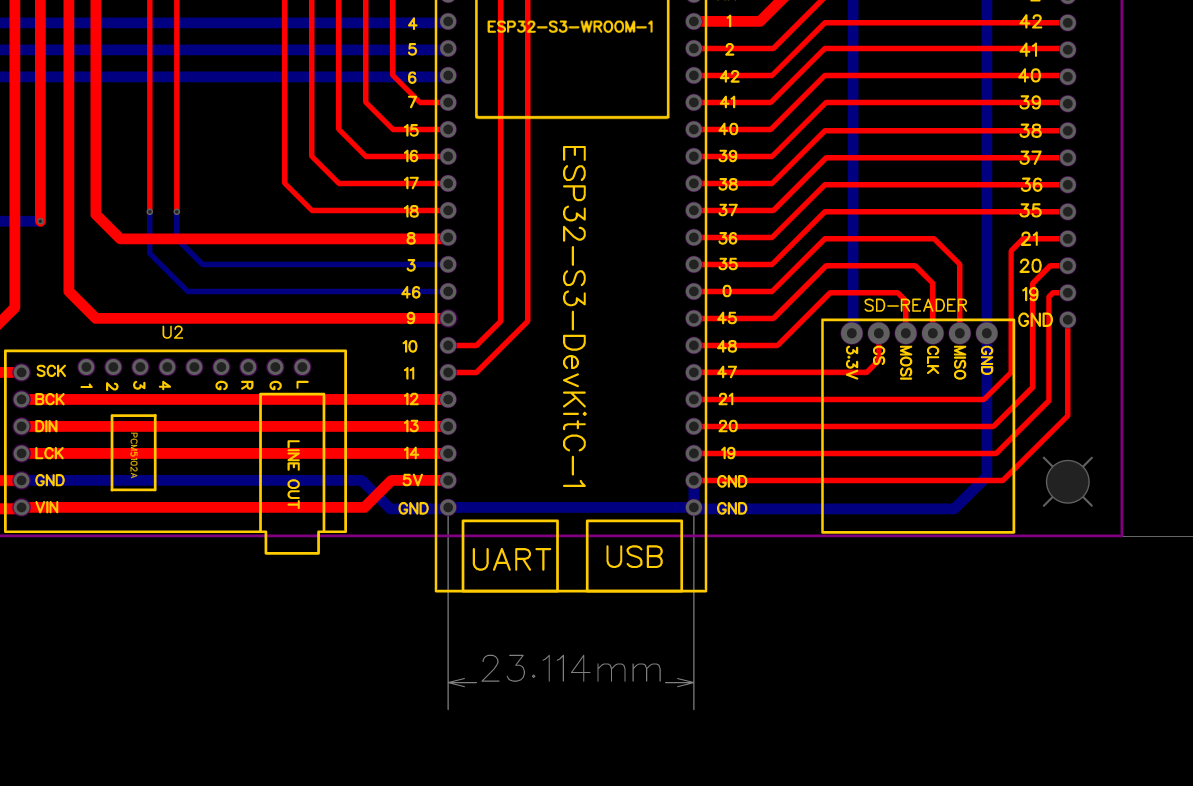 4
5
6
7
15
16
17
18
8
3
46
9
10
11
12
13
14
5V
GND
ESP32-S3-WROOM-1
ESP32-S3-DevKitC-1
UART
USB
1
2
42
41
40
39
38
37
36
35
0
45
48
47
21
20
19
GND
GND
42
41
40
39
38
37
36
35
21
20
19
GND
SD-READER
3.3V
CS
MOSI
CLK
MISO
GND
U2
SCK
BCK
DIN
LCK
GND
VIN
1
2
3
4
G
R
G
L
PCM5102A
LINE OUT
23.114mm